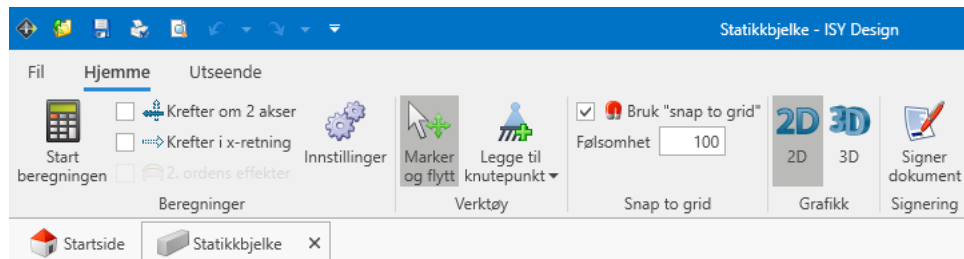 Statikkbjelke - ISY Design
Fil Hjemme Utseende
Start beregningen
Krefter om 2 akser
Krefter i x-retning
2. ordens effekter
Innstillinger
Beregninger
Marker og flytt
Legge til knutepunkt
Verktøy
Bruk "snap to grid"
Følsomhet 100
Snap to grid
2D
2D
3D
3D
Grafikk
Signer dokument
Signering
Startside
Statikkbjelke